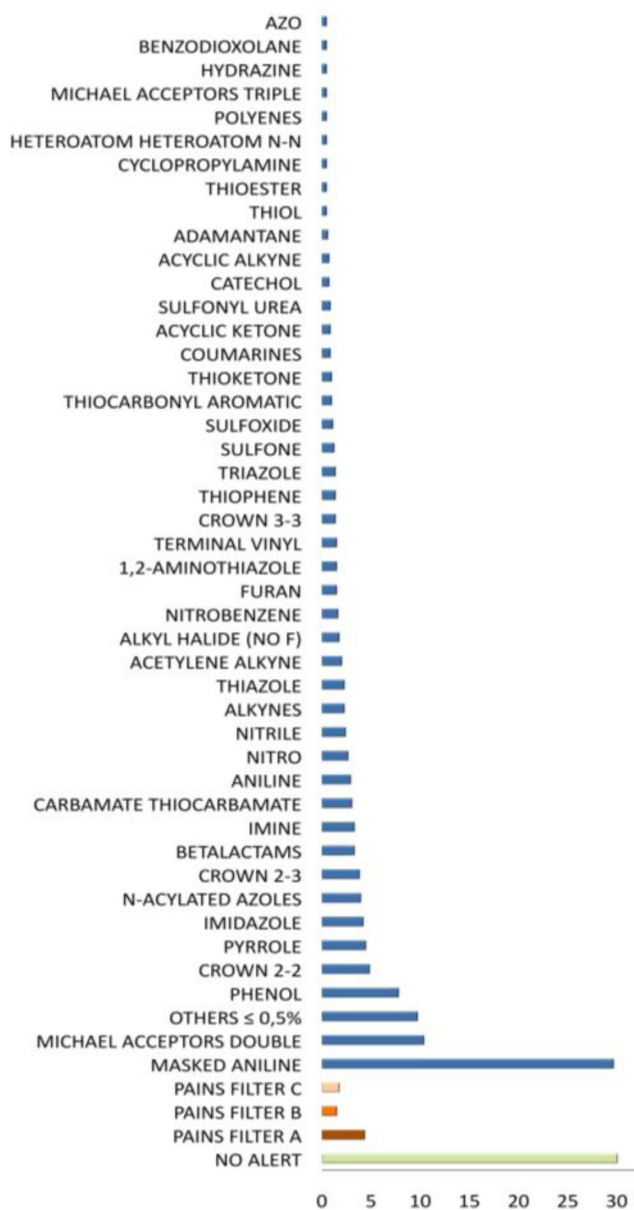 AZO
BENZODIOXOLANE
HYDRAZINE
MICHAEL ACCEPTORS TRIPLE
POLYENES
HETEROATOM HETEROATOM N-N
CYCLOPROPYLAMINE
THIOESTER
THIOL
ADAMANTANE
ACYCLIC ALKYNE
CATECHOL
SULFONYL UREA
ACYCLIC KETONE
COUMARINES
THIOKETONE
THIOCARBONYL AROMATIC
SULFOXIDE
SULFONE
TRIAZOLE
THIOPHENE
CROWN 3-3
TERMINAL VINYL
1,2-AMINOTHIAZOLE
FURAN
NITROBENZENE
ALKYL HALIDE (NO F)
ACETYLENE ALKYNE
THIAZOLE
ALKYNES
NITRILE
NITRO
ANILINE
CARBAMATE THIOCARBAMATE
IMINE
BETALACTAMS
CROWN 2-3
N-ACYLATED AZOLES
IMIDAZOLE
PYRROLE
CROWN 2-2
PHENOL
OTHERS ≤ 0,5%
MICHAEL ACCEPTORS DOUBLE
MASKED ANILINE
PAINS FILTER C
PAINS FILTER B
PAINS FILTER A
NO ALERT
0 5 10 15 20 25 30